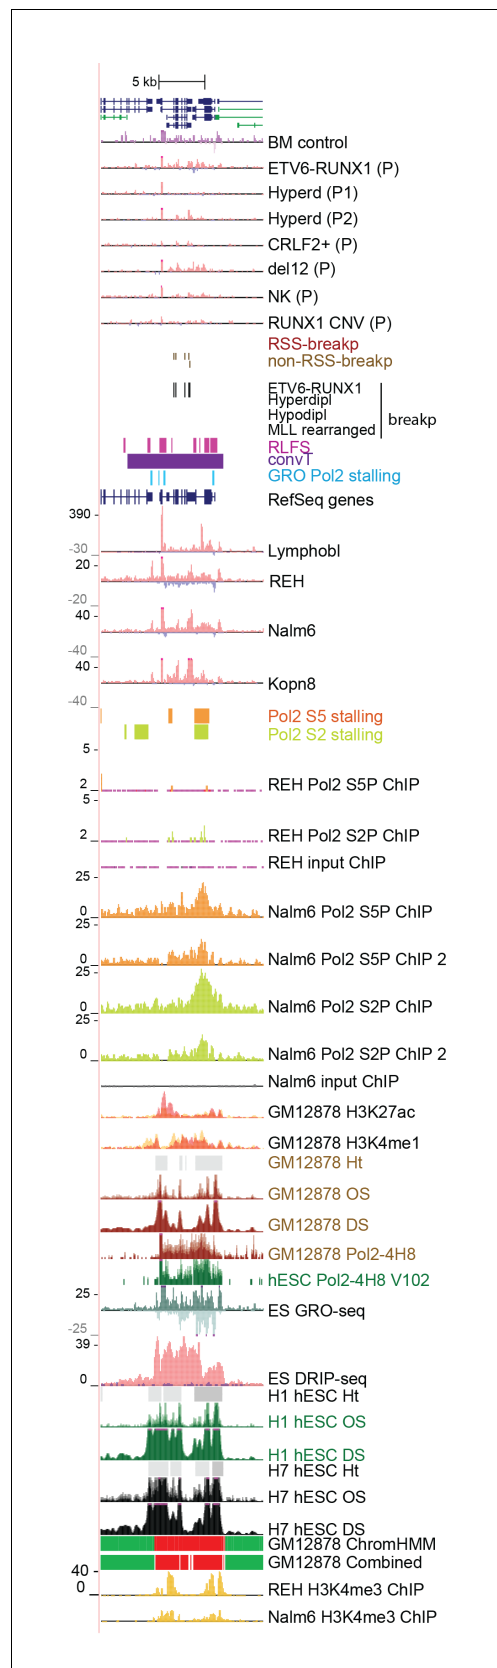 5 kb
BM control
ETV6-RUNX1 (P)
Hyperd (P1)
Hyperd (P2)
CRLF2+ (P)
del12 (P)
NK (P)
RUNX1 CNV (P)
RSS-breakp
non-RSS-breakp
ETV6-RUNX1
Hyperdipl
Hypodipl
MLL rearranged
breakp
RLFS
convT
GRO Pol2 stalling
RefSeq genes
390 -
-30 _
Lymphobl
20 -
REH
-20 _
40 -
Nalm6
-40 _
40 -
Kopn8
-40 _
Pol2 S5 stalling
Pol2 S2 stalling
5 -
2 _
REH Pol2 S5P ChIP
5 -
2 _
REH Pol2 S2P ChIP
REH input ChIP
25 -
0 _
Nalm6 Pol2 S5P ChIP
25 -
0 _
Nalm6 Pol2 S5P ChIP 2
25 -
0 _
Nalm6 Pol2 S2P ChIP
25 -
0 _
Nalm6 Pol2 S2P ChIP 2
Nalm6 input ChIP
GM12878 H3K27ac
GM12878 H3K4me1
GM12878 Ht
GM12878 OS
GM12878 DS
GM12878 Pol2-4H8
hESC Pol2-4H8 V102
25 -
ES GRO-seq
-25 _
39 -
0 _
ES DRIP-seq
H1 hESC Ht
H1 hESC OS
H1 hESC DS
H7 hESC Ht
H7 hESC OS
H7 hESC DS
GM12878 ChromHMM
GM12878 Combined
40 -
0 _
REH H3K4me3 ChIP
Nalm6 H3K4me3 ChIP